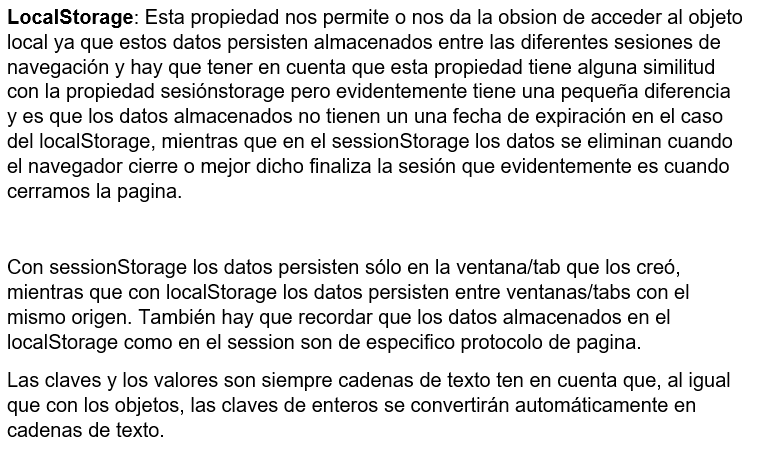 LocalStorage: Esta propiedad nos permite o nos da la obsion de acceder al objeto
local ya que estos datos persisten almacenados entre las diferentes sesiones de
navegación y hay que tener en cuenta que esta propiedad tiene alguna similitud
con la propiedad sesiónstorage pero evidentemente tiene una pequeña diferencia
y es que los datos almacenados no tienen un una fecha de expiración en el caso
del localStorage, mientras que en el sessionStorage los datos se eliminan cuando
el navegador cierre o mejor dicho finaliza la sesión que evidentemente es cuando
cerramos la pagina.
Con sessionStorage los datos persisten sólo en la ventana/tab que los creó,
mientras que con localStorage los datos persisten entre ventanas/tabs con el
mismo origen. También hay que recordar que los datos almacenados en el
localStorage como en el session son de especifico protocolo de pagina.
Las claves y los valores son siempre cadenas de texto ten en cuenta que, al igual
que con los objetos, las claves de enteros se convertirán automáticamente en
cadenas de texto.